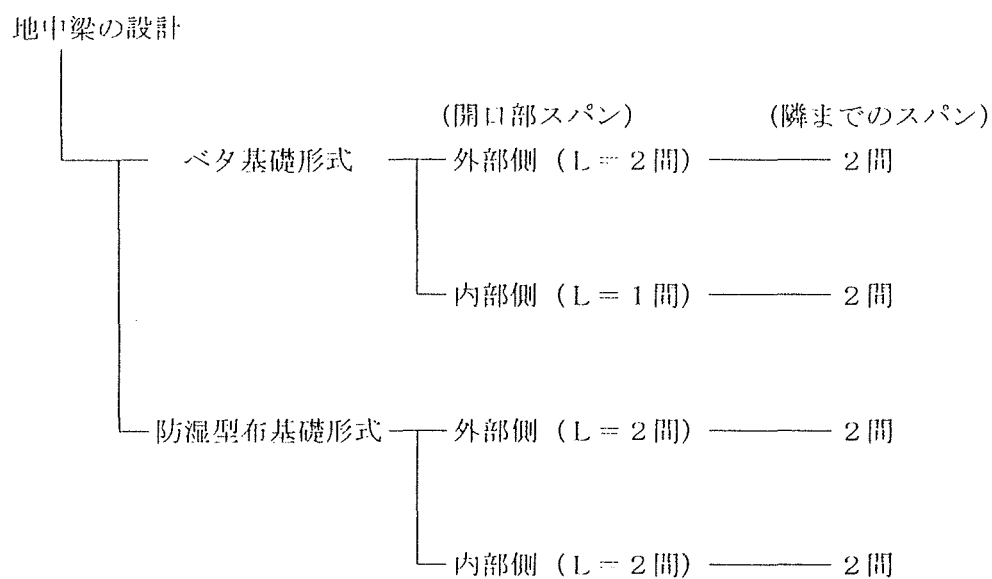 地中梁の設計
(開口部スパン) (隣までのスパン)
ベタ基礎形式 外部側 (L=2間) 2間
内部側 (L=1間) 2間
防湿型布基礎形式 外部側 (L=2間) 2間
内部側 (L=2間) 2間